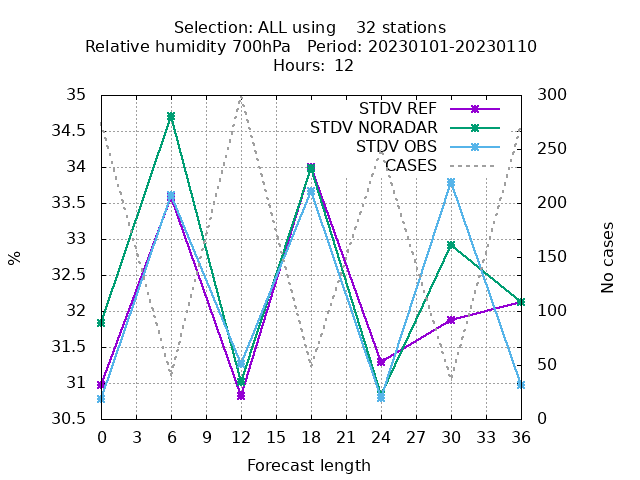 Selection: ALL using 32 stations
Relative humidity 700hPa Period: 20230101-20230110
Hours: 12
STDV REF
STDV NORADAR
STDV OBS
CASES
35
34.5
34
33.5
33
32.5
32
31.5
31
30.5
%
300
250
200
150
100
50
0
No cases
0 3 6 9 12 15 18 21 24 27 30 33 36
Forecast length